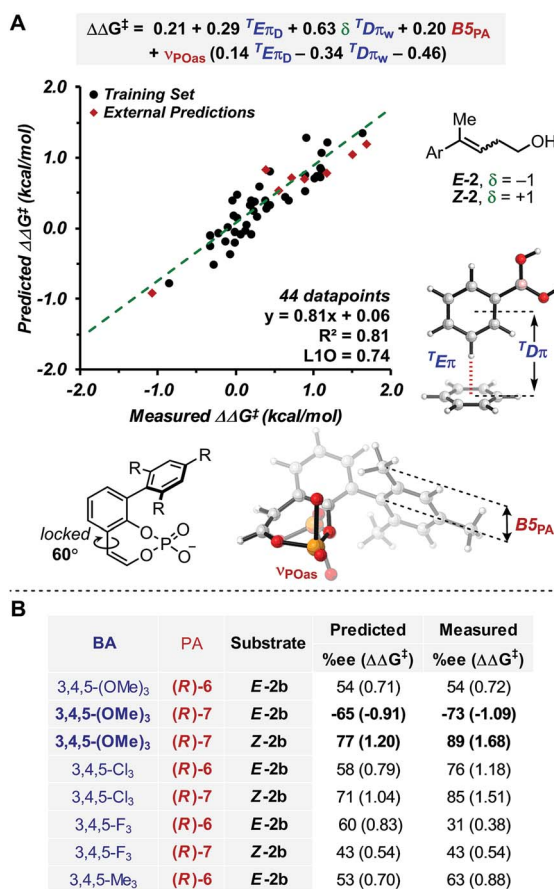 A
ΔΔG‡ = 0.21 + 0.29 ᵀEπ_D + 0.63 δ ᵀDπ_w + 0.20 B5_PA
+ ν_POas (0.14 ᵀEπ_D – 0.34 ᵀDπ_w – 0.46)
2.0
1.0
0.0
-1.0
-2.0
Predicted ΔΔG‡ (kcal/mol)
Training Set
External Predictions
44 datapoints
y = 0.81x + 0.06
R² = 0.81
L1O = 0.74
-2.0 -1.0 0.0 1.0 2.0
Measured ΔΔG‡ (kcal/mol)
Me
Ar
OH
E-2, δ = –1
Z-2, δ = +1
ᵀEπ
ᵀDπ
R
R
R
O
P
O
O
O⁻
locked
60°
ν_POas
B5_PA
B
BA PA Substrate Predicted Measured
%ee (ΔΔG‡) %ee (ΔΔG‡)
3,4,5-(OMe)₃ (R)-6 E-2b 54 (0.71) 54 (0.72)
3,4,5-(OMe)₃ (R)-7 E-2b -65 (-0.91) -73 (-1.09)
3,4,5-(OMe)₃ (R)-7 Z-2b 77 (1.20) 89 (1.68)
3,4,5-Cl₃ (R)-6 E-2b 58 (0.79) 76 (1.18)
3,4,5-Cl₃ (R)-7 Z-2b 71 (1.04) 85 (1.51)
3,4,5-F₃ (R)-6 E-2b 60 (0.83) 31 (0.38)
3,4,5-F₃ (R)-7 Z-2b 43 (0.54) 43 (0.54)
3,4,5-Me₃ (R)-6 E-2b 53 (0.70) 63 (0.88)